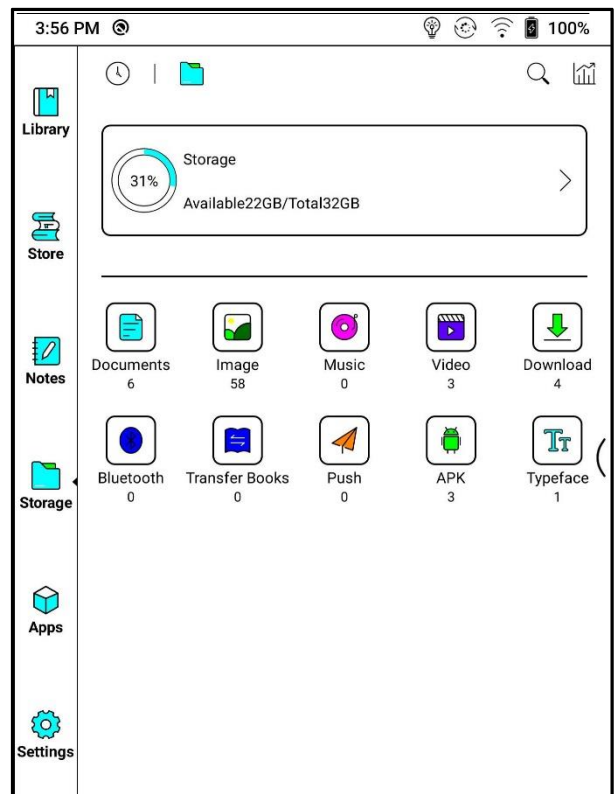 3:56 PM 100%
Library
Store
Notes
Storage
Apps
Settings
31%
Storage
Available22GB/Total32GB
Documents Image Music Video Download
6 58 0 3 4
Bluetooth Transfer Books Push APK Typeface
0 0 0 3 1